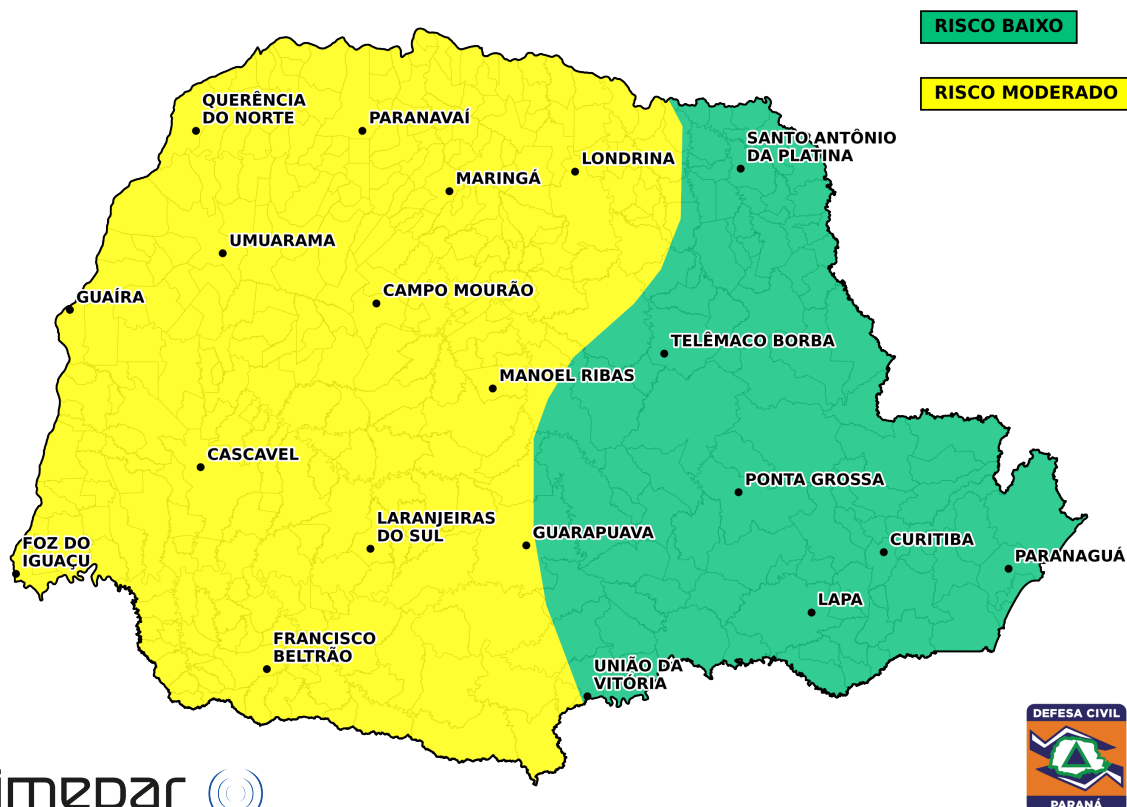 RISCO BAIXO
RISCO MODERADO
QUERÊNCIA
DO NORTE
PARANAVAÍ
SANTO ANTÔNIO
DA PLATINA
LONDRINA
MARINGÁ
UMUARAMA
CAMPO MOURÃO
GUAÍRA
TELÊMACO BORBA
MANOEL RIBAS
CASCAVEL
PONTA GROSSA
LARANJEIRAS
DO SUL
GUARAPUAVA
CURITIBA
FOZ DO
IGUAÇU
PARANAGUÁ
LAPA
FRANCISCO
BELTRÃO
UNIÃO DA
VITÓRIA
DEFESA CIVIL
PARANÁ
imepar